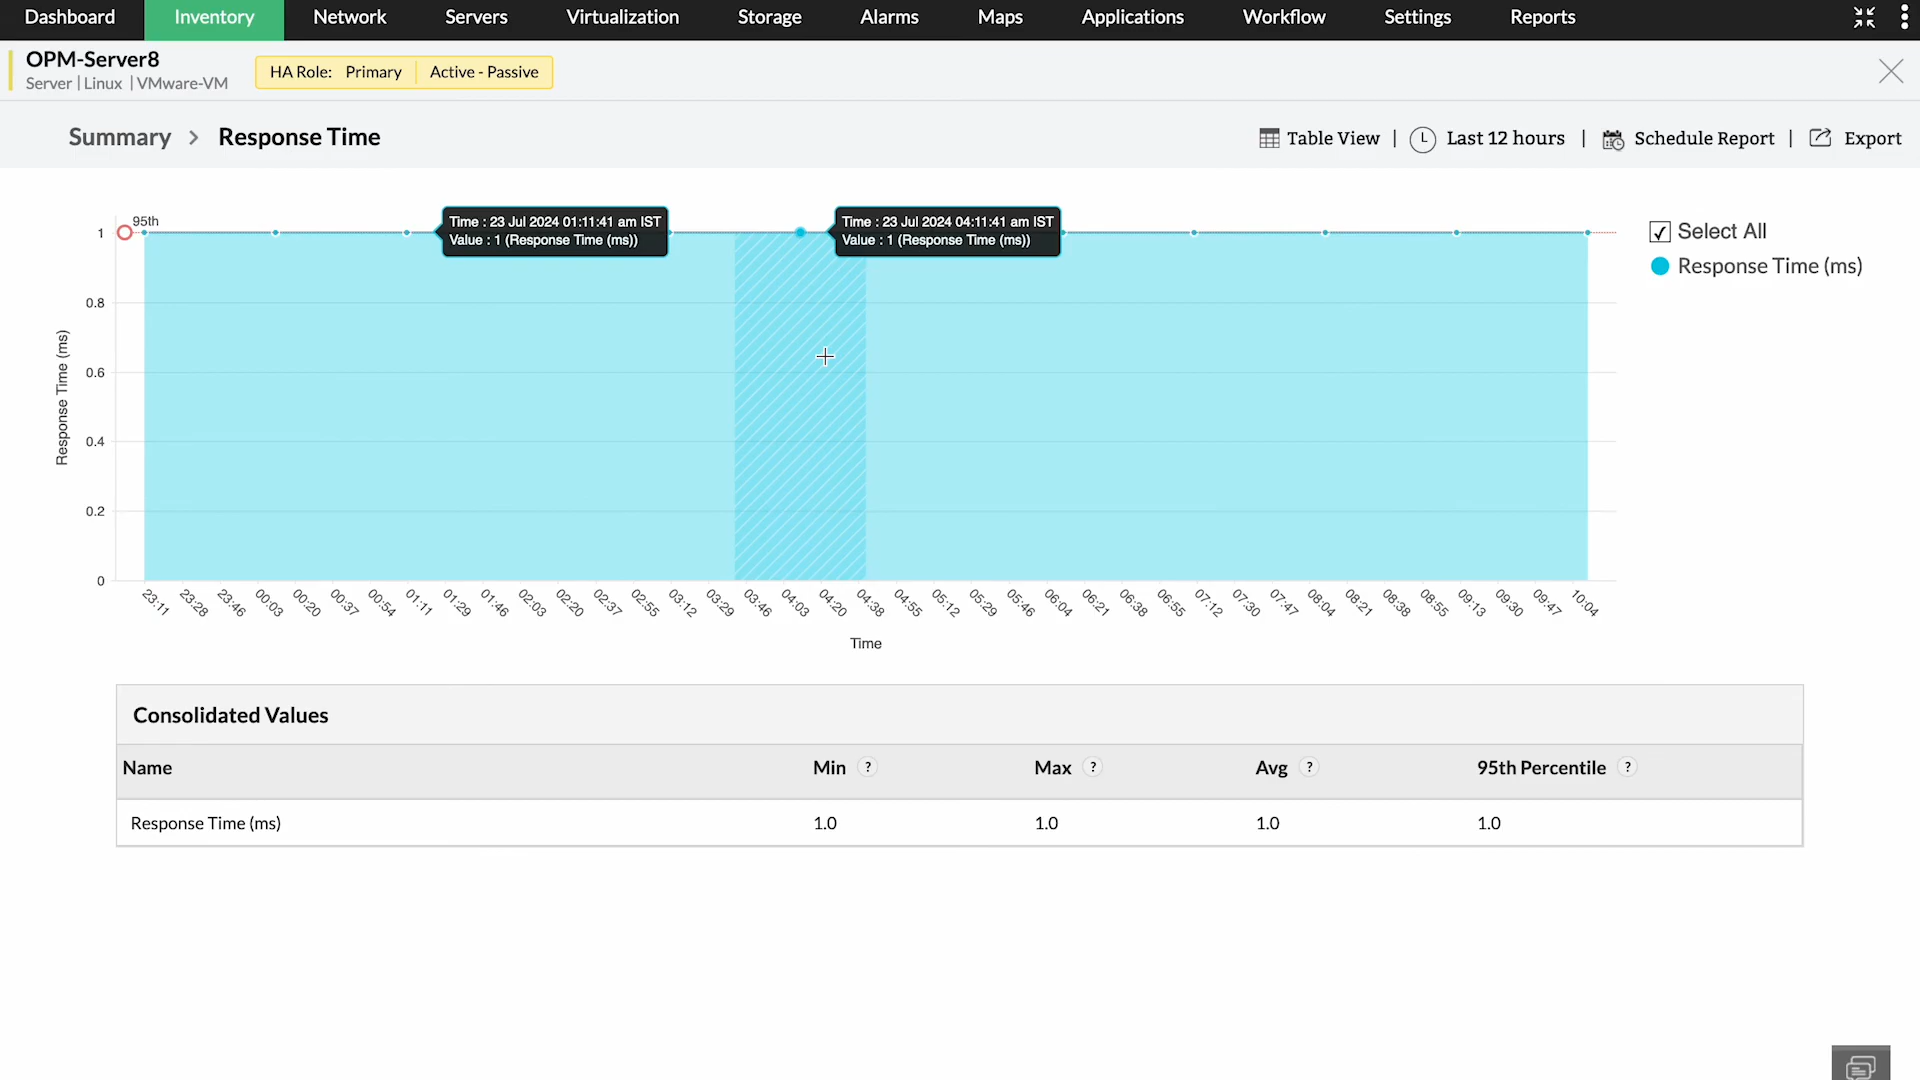 Dashboard Inventory Network Servers Virtualization Storage Alarms Maps Applications Workflow Settings Reports
OPM-Server8
Server | Linux | VMware-VM
HA Role: Primary Active - Passive
Summary > Response Time
Table View | Last 12 hours | Schedule Report | Export
95th
Time : 23 Jul 2024 01:11:41 am IST
Value : 1 (Response Time (ms))
Time : 23 Jul 2024 04:11:41 am IST
Value : 1 (Response Time (ms))
Select All
Response Time (ms)
Response Time (ms)
1
0.8
0.6
0.4
0.2
0
23:11 23:28 23:46 00:03 00:20 00:37 00:54 01:11 01:29 01:46 02:03 02:20 02:37 02:55 03:12 03:29 03:46 04:03 04:20 04:38 04:55 05:12 05:29 05:46 06:04 06:21 06:38 06:55 07:12 07:30 07:47 08:04 08:21 08:38 08:55 09:13 09:30 09:47 10:04
Time
Consolidated Values
Name Min ? Max ? Avg ? 95th Percentile ?
Response Time (ms) 1.0 1.0 1.0 1.0